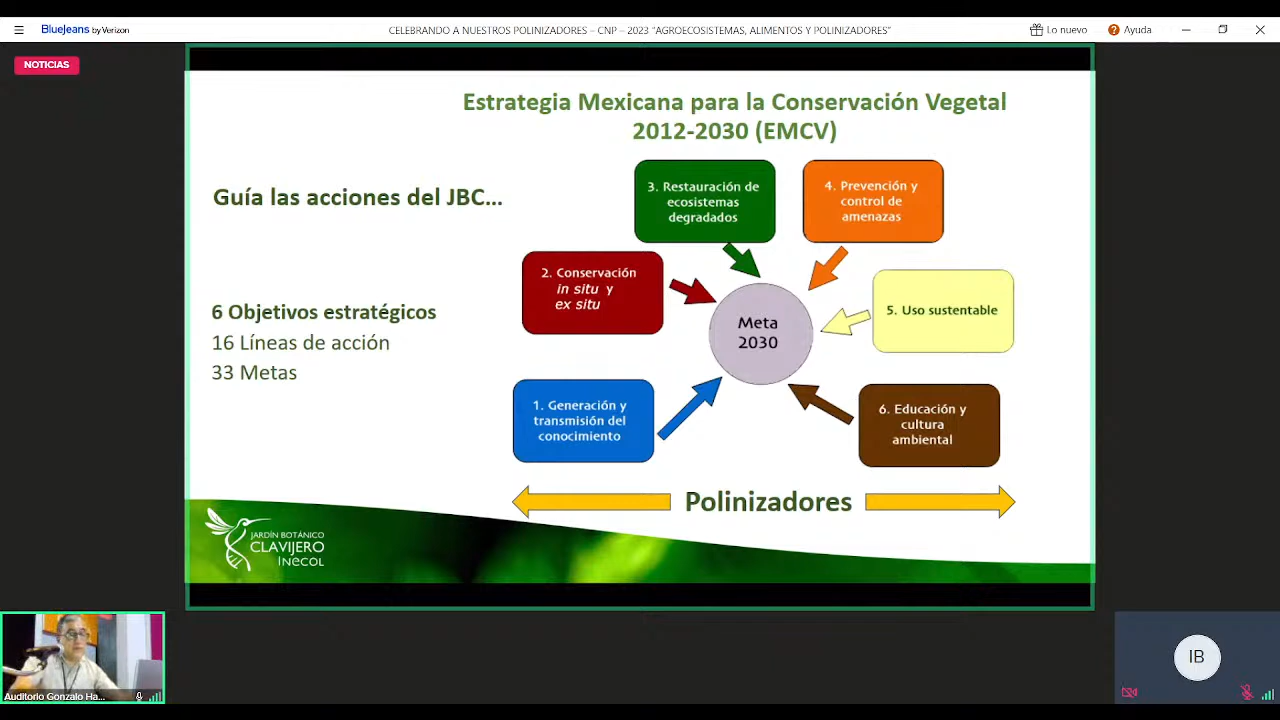 BlueJeans by Verizon
CELEBRANDO A NUESTROS POLINIZADORES – CNP – 2023 "AGROECOSISTEMAS, ALIMENTOS Y POLINIZADORES"
Lo nuevo
Ayuda
NOTICIAS
Estrategia Mexicana para la Conservación Vegetal
2012-2030 (EMCV)
Guía las acciones del JBC...
6 Objetivos estratégicos
16 Líneas de acción
33 Metas
3. Restauración de
ecosistemas
degradados
4. Prevención y
control de
amenazas
2. Conservación
in situ y
ex situ
5. Uso sustentable
Meta
2030
1. Generación y
transmisión del
conocimiento
6. Educación y
cultura
ambiental
Polinizadores
JARDÍN BOTÁNICO
CLAVIJERO
INECOL
Auditorio Gonzalo Ha...
IB